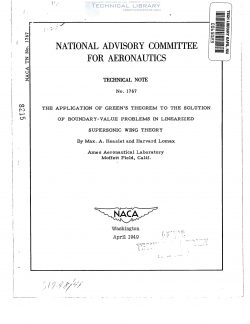 TECHNICAL LIBRARY
NACA TN No. 1767
8215
NATIONAL ADVISORY COMMITTEE
FOR AERONAUTICS
TECHNICAL NOTE
No. 1767
THE APPLICATION OF GREEN'S THEOREM TO THE SOLUTION
OF BOUNDARY-VALUE PROBLEMS IN LINEARIZED
SUPERSONIC WING THEORY
By Max. A. Heaslet and Harvard Lomax
Ames Aeronautical Laboratory
Moffett Field, Calif.
NACA
Washington
April 1949